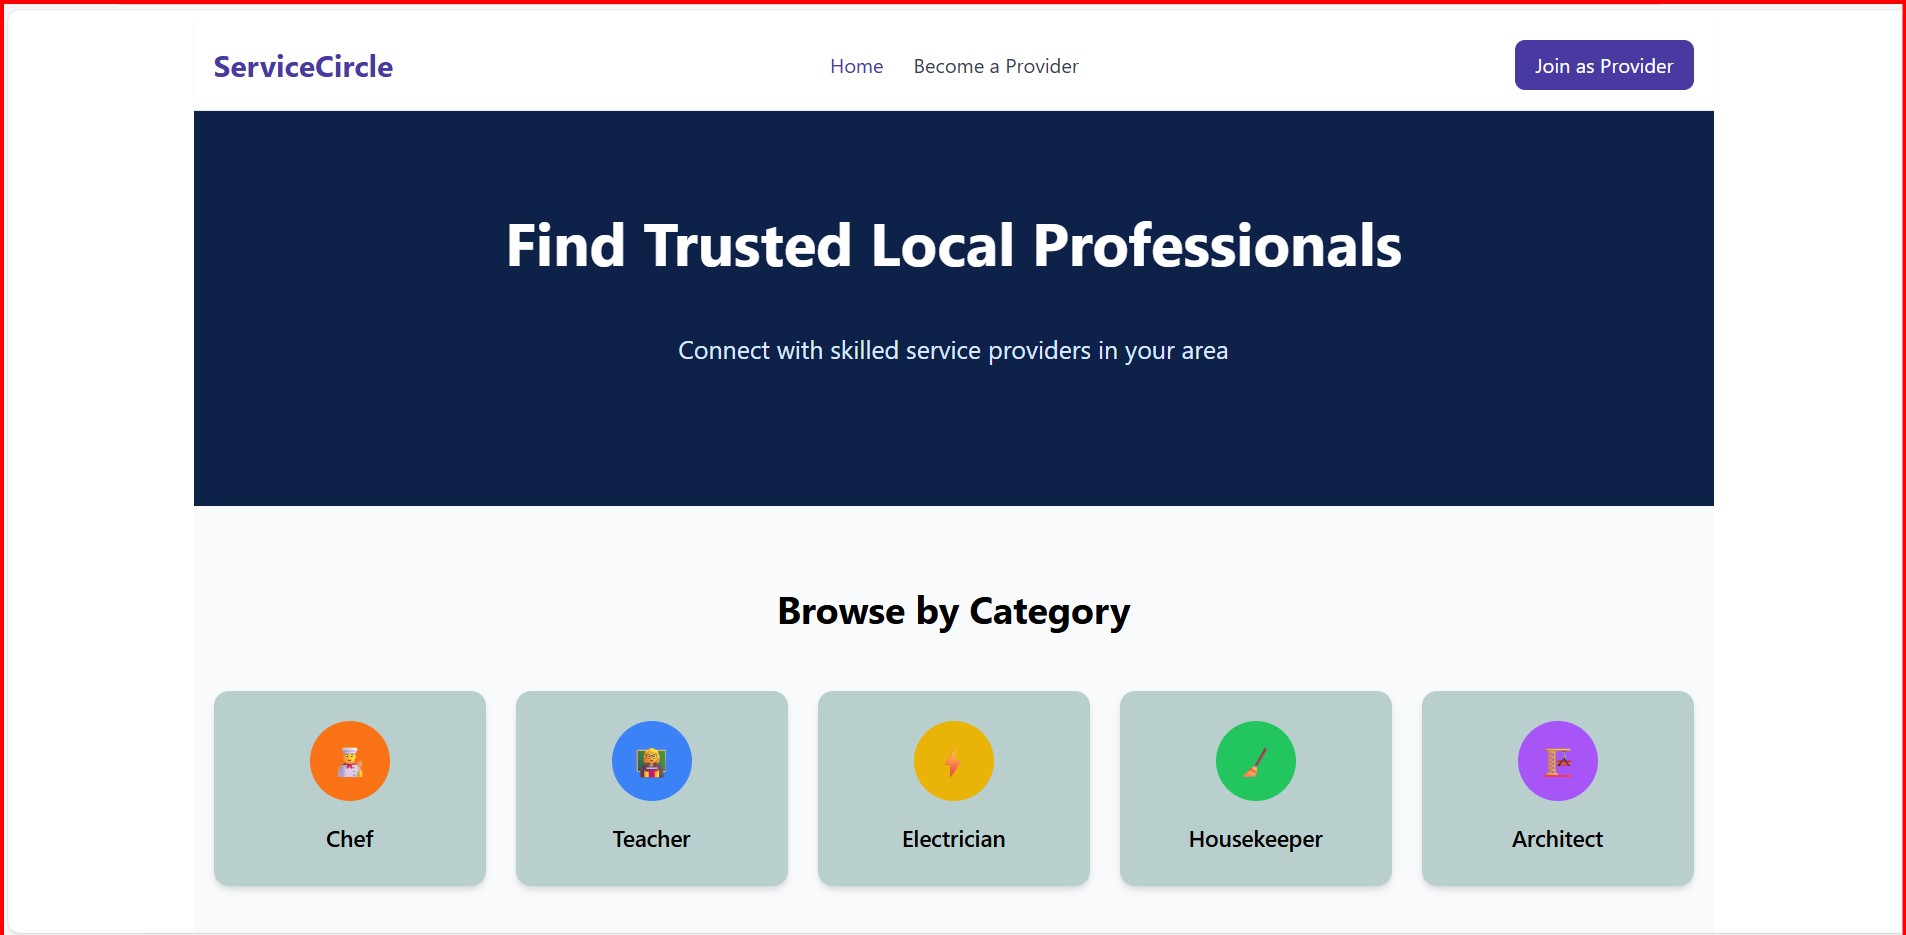 ServiceCircle
Home
Become a Provider
Join as Provider
Find Trusted Local Professionals
Connect with skilled service providers in your area
Browse by Category
Chef
Teacher
Electrician
Housekeeper
Architect